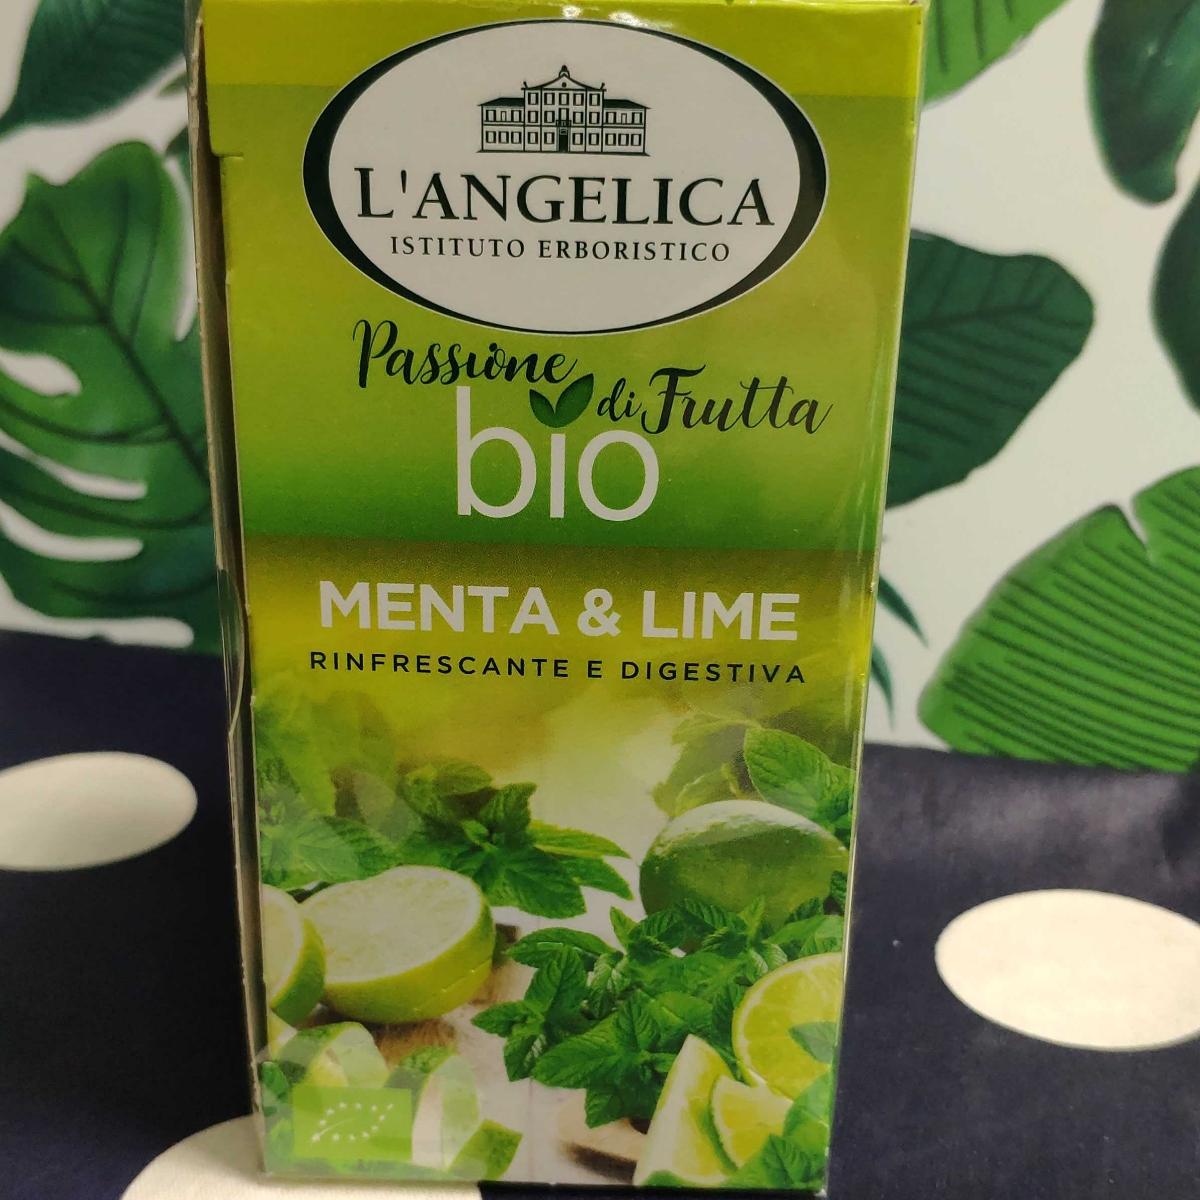 L'ANGELICA
ISTITUTO ERBORISTICO
Passione
di Frutta
bio
MENTA & LIME
RINFRESCANTE E DIGESTIVA